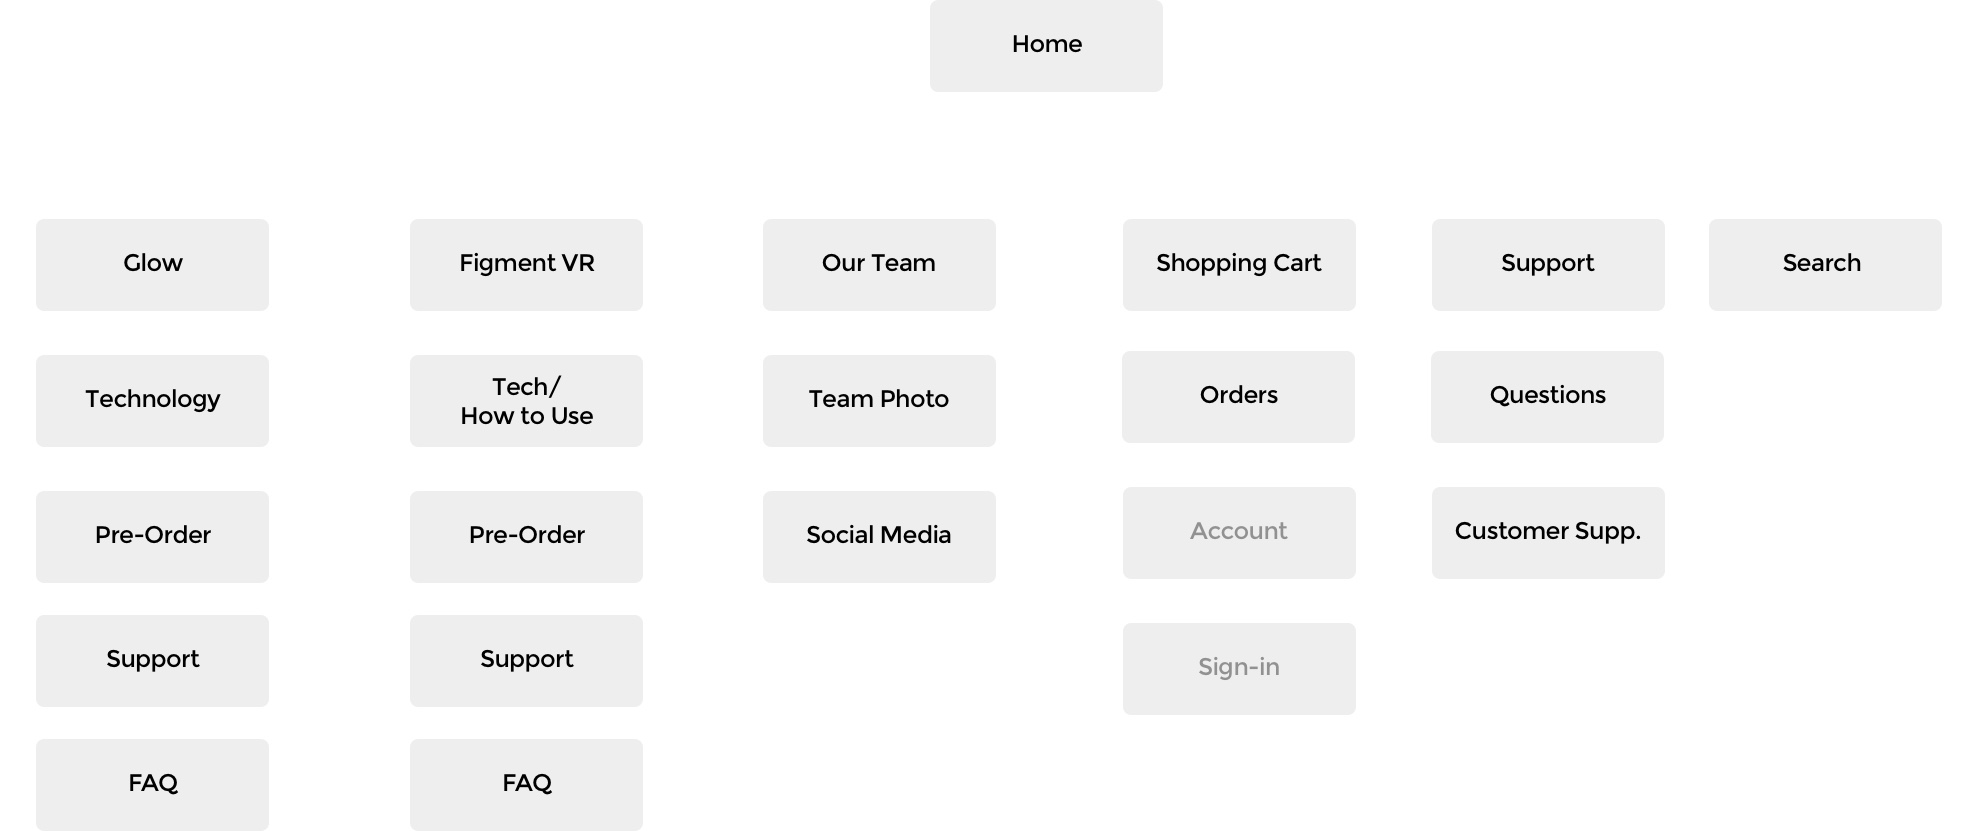 Home
Glow
Figment VR
Our Team
Shopping Cart
Support
Search
Technology
Tech/
How to Use
Team Photo
Orders
Questions
Pre-Order
Pre-Order
Social Media
Account
Customer Supp.
Support
Support
Sign-in
FAQ
FAQ